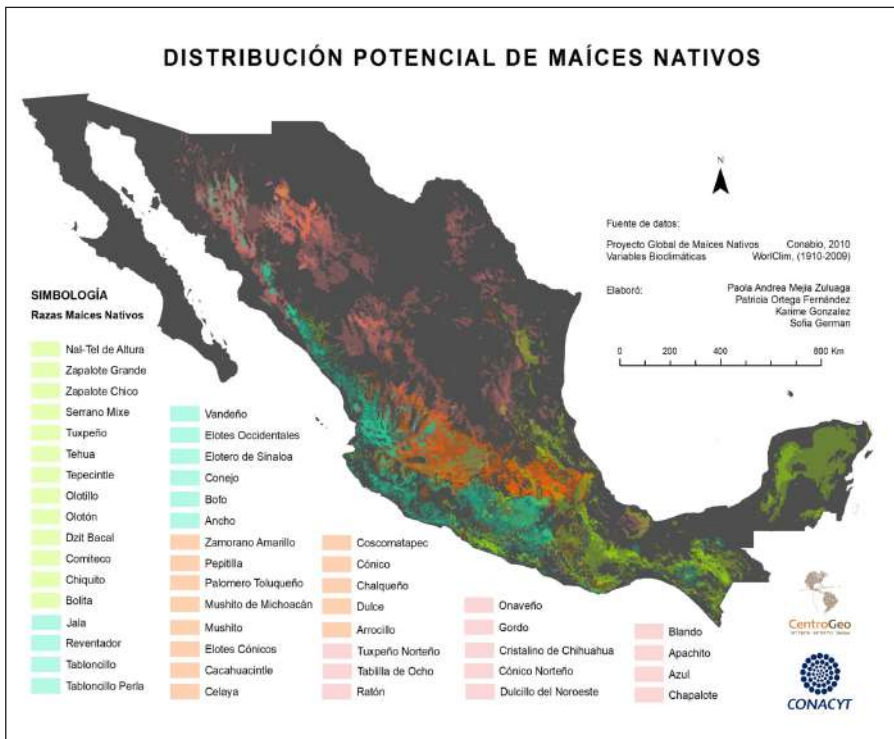 DISTRIBUCIÓN POTENCIAL DE MAÍCES NATIVOS
N
Fuente de datos:
Proyecto Global de Maíces Nativos Conabio, 2010
Variables Bioclimáticas WorlClim, (1910-2009)
Elaboró: Paola Andrea Mejia Zuluaga
Patricia Ortega Fernández
Karime Gonzalez
Sofia German
0 200 400 800 Km
SIMBOLOGÍA
Razas Maíces Nativos
Nal-Tel de Altura
Zapalote Grande
Zapalote Chico
Serrano Mixe
Tuxpeño
Tehua
Tepecintle
Olotillo
Olotón
Dzit Bacal
Comiteco
Chiquito
Bolita
Jala
Reventador
Tabloncillo
Tabloncillo Perla
Vandeño
Elotes Occidentales
Elotero de Sinaloa
Conejo
Bofo
Ancho
Zamorano Amarillo
Pepitilla
Palomero Toluqueño
Mushito de Michoacán
Mushito
Elotes Cónicos
Cacahuacintle
Celaya
Coscomatapec
Cónico
Chalqueño
Dulce
Arrocillo
Tuxpeño Norteño
Tablilla de Ocho
Ratón
Onaveño
Gordo
Cristalino de Chihuahua
Cónico Norteño
Dulcillo del Noroeste
Blando
Apachito
Azul
Chapalote
CentroGeo
CONACYT